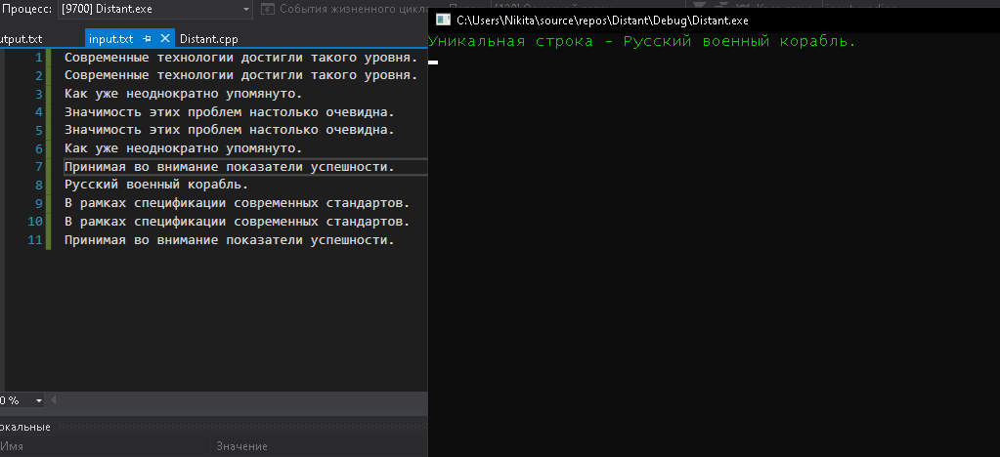 Процесс: [9700] Distant.exe
События жизненного цикла
C:\Users\Nikita\source\repos\Distant\Debug\Distant.exe
utput.txt input.txt Distant.cpp
Уникальная строка - Русский военный корабль.
1 Современные технологии достигли такого уровня.
2 Современные технологии достигли такого уровня.
3 Как уже неоднократно упомянуто.
4 Значимость этих проблем настолько очевидна.
5 Значимость этих проблем настолько очевидна.
6 Как уже неоднократно упомянуто.
7 Принимая во внимание показатели успешности.
8 Русский военный корабль.
9 В рамках спецификации современных стандартов.
10 В рамках спецификации современных стандартов.
11 Принимая во внимание показатели успешности.
0 %
окальные
Имя Значение